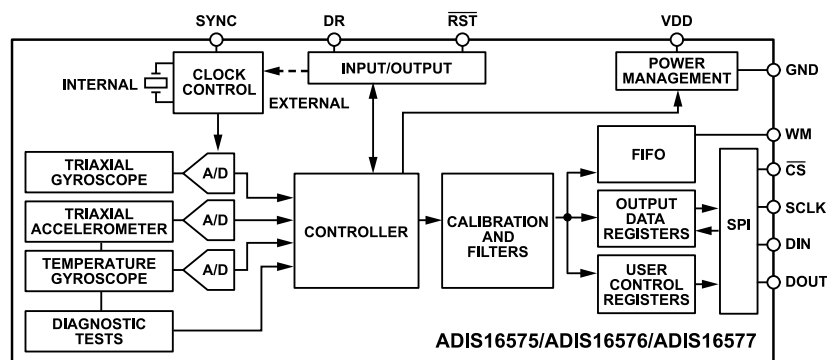 SYNC
DR
RST
VDD
INTERNAL
CLOCK
CONTROL
EXTERNAL
INPUT/OUTPUT
POWER
MANAGEMENT
GND
WM
CS
SCLK
DIN
DOUT
TRIAXIAL
GYROSCOPE
A/D
TRIAXIAL
ACCELEROMETER
A/D
TEMPERATURE
GYROSCOPE
A/D
DIAGNOSTIC
TESTS
CONTROLLER
CALIBRATION
AND
FILTERS
FIFO
OUTPUT
DATA
REGISTERS
USER
CONTROL
REGISTERS
SPI
ADIS16575/ADIS16576/ADIS16577